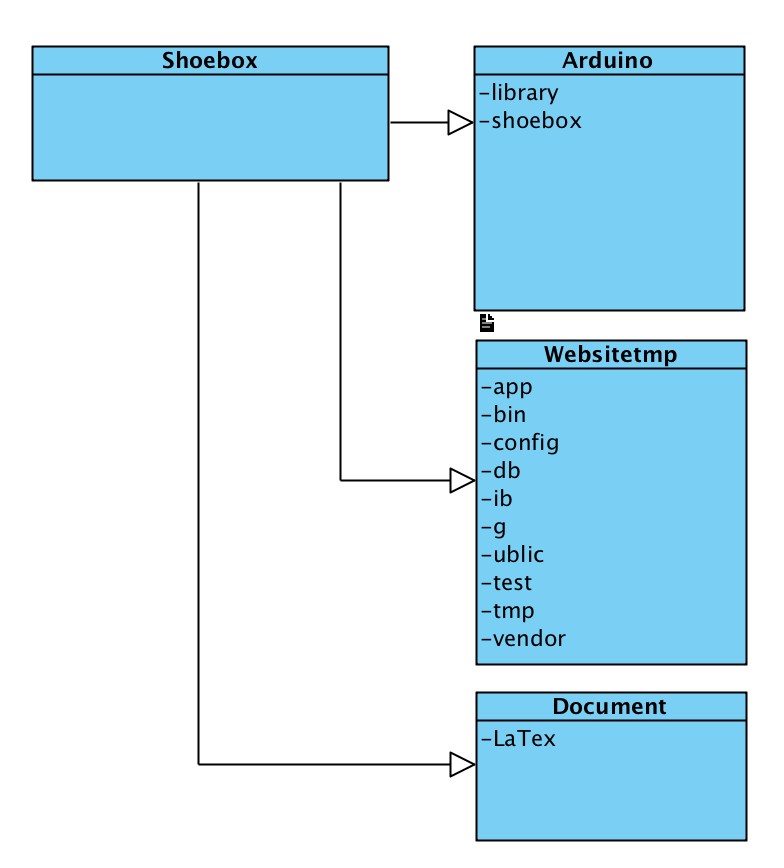 Shoebox
Arduino
-library
-shoebox
Websitetmp
-app
-bin
-config
-db
-ib
-g
-ublic
-test
-tmp
-vendor
Document
-LaTex